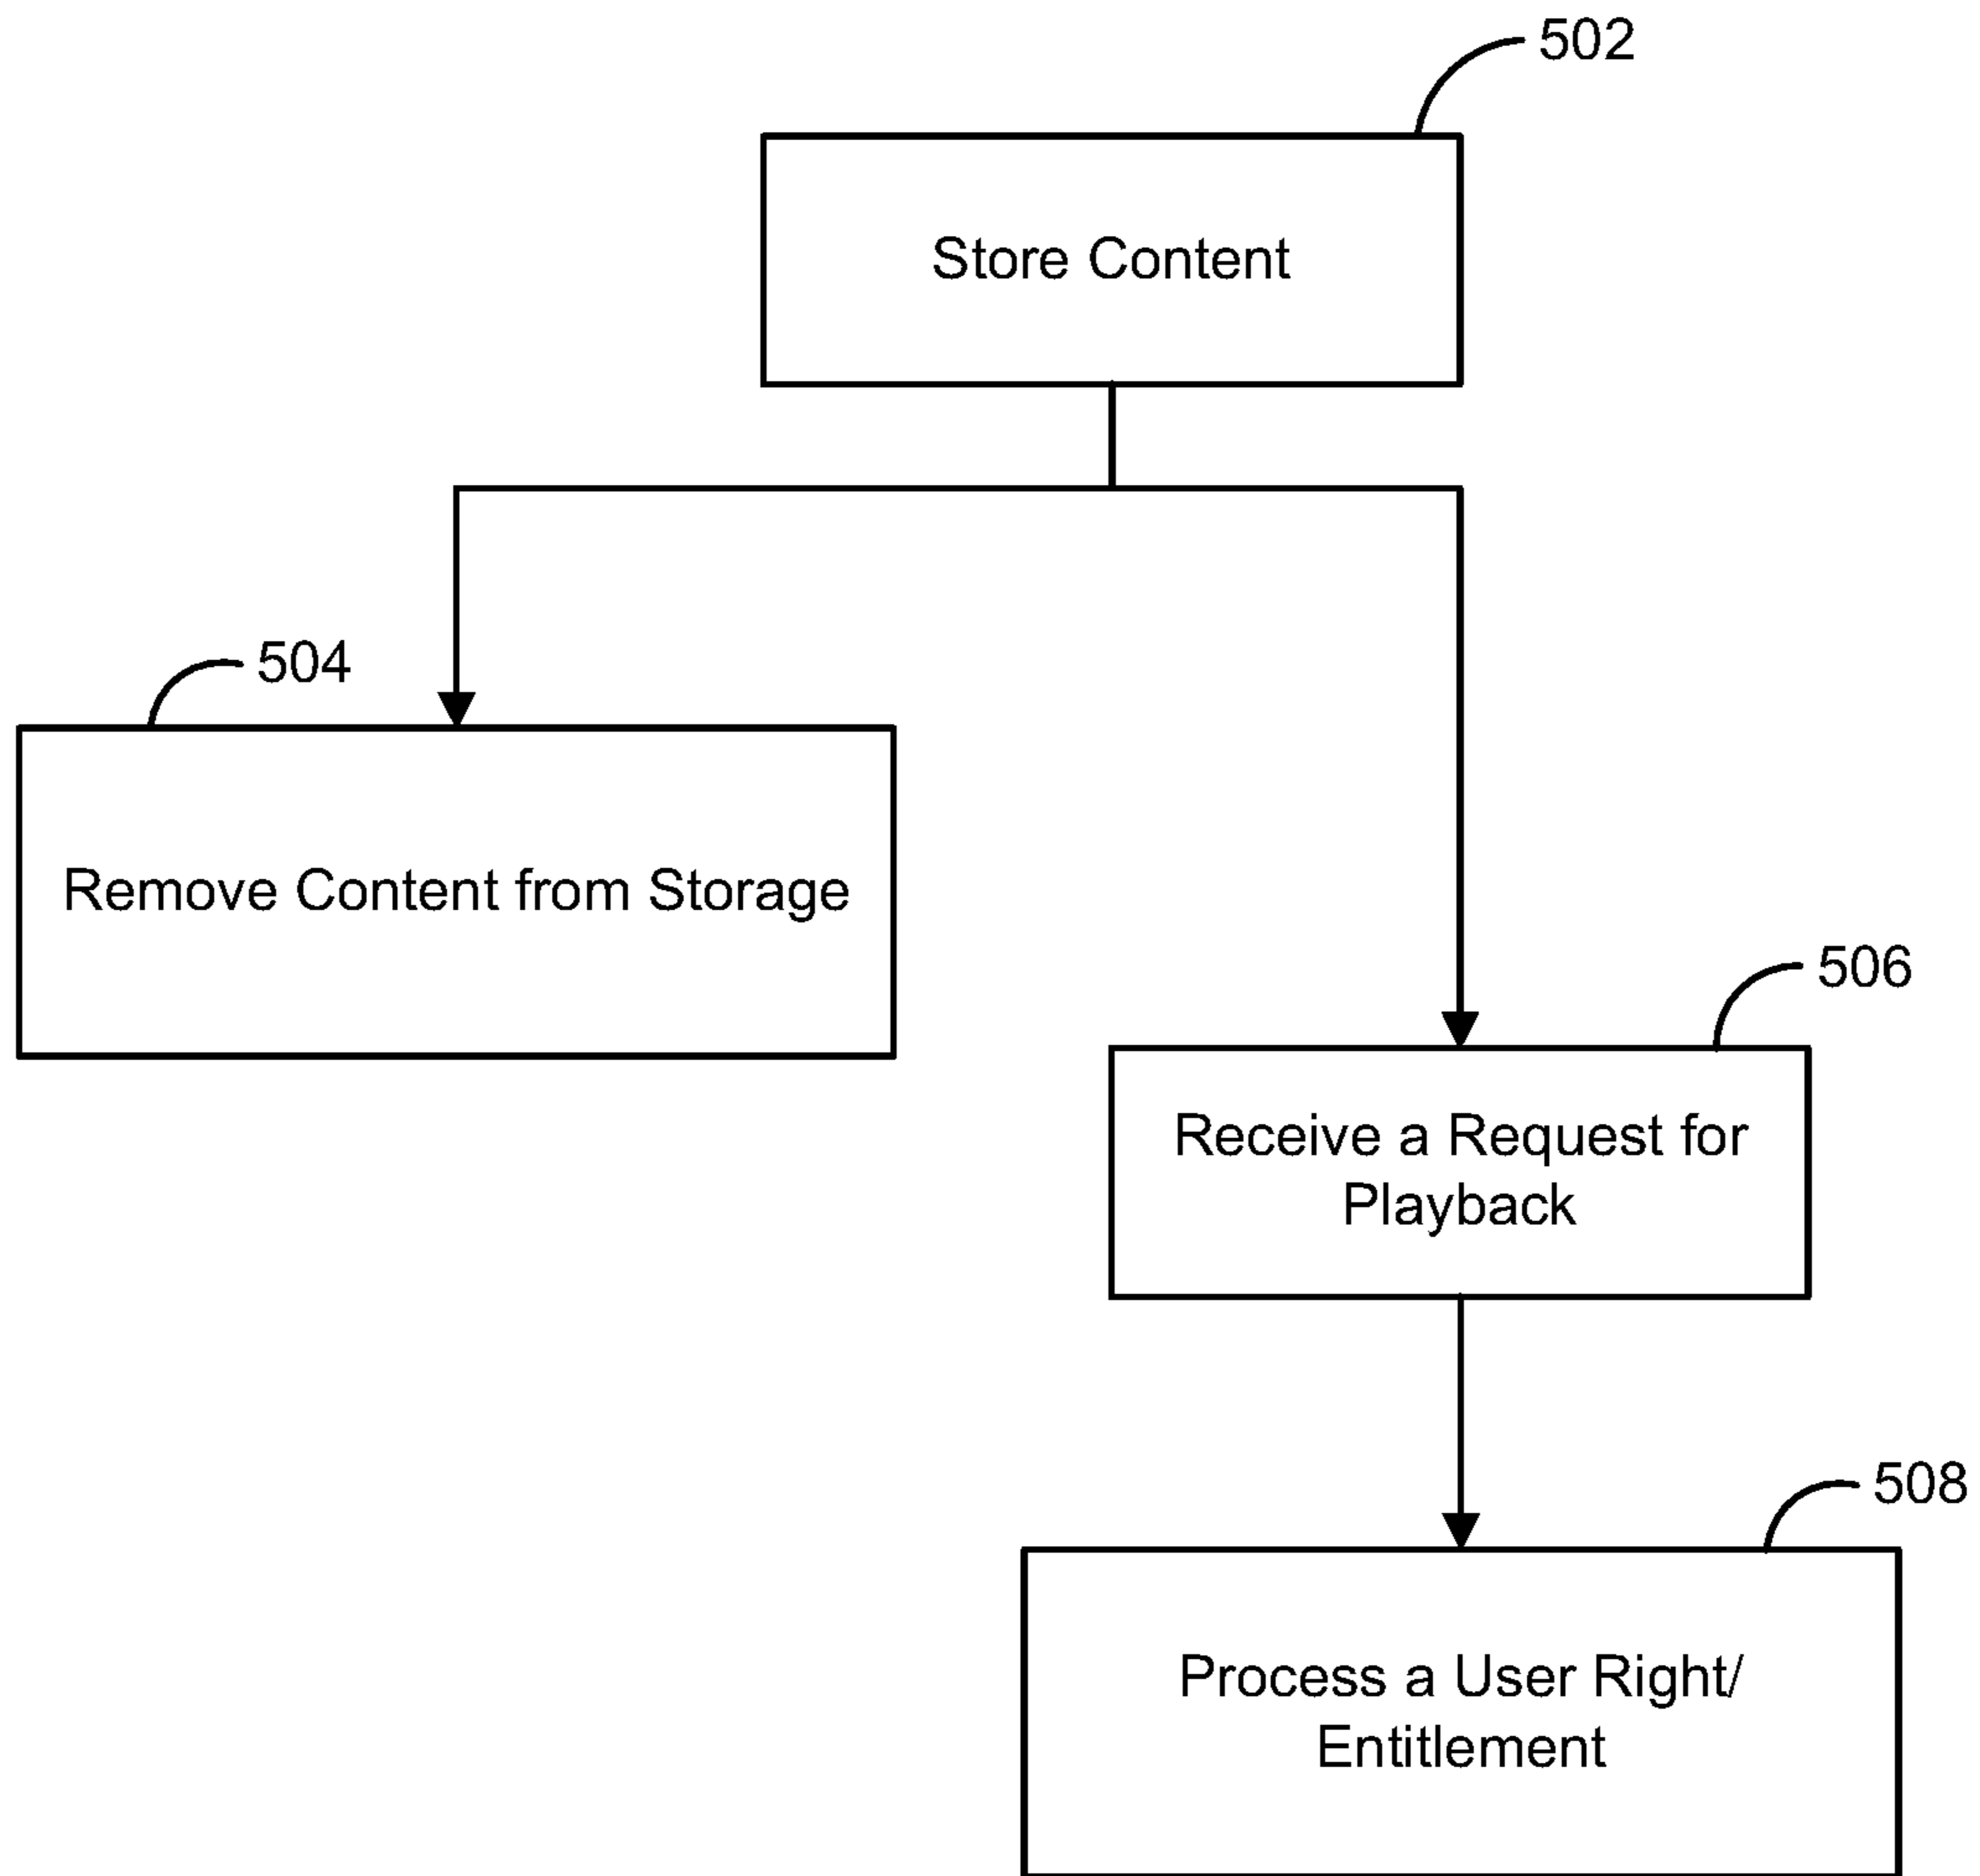 502
Store Content
504
Remove Content from Storage
506
Receive a Request for
Playback
508
Process a User Right/
Entitlement